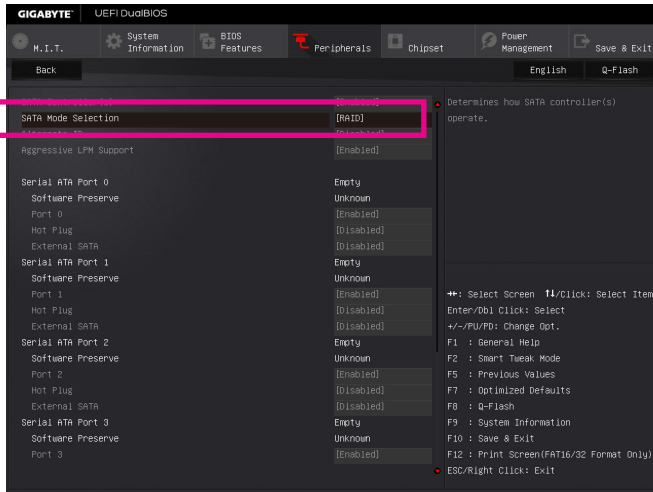 GIGABYTE™ UEFI DualBIOS
M.I.T. System Information BIOS Features Peripherals Chipset Power Management Save & Exit
Back English Q-Flash
SATA Controller(s) [Enabled] Determines how SATA controller(s)
SATA Mode Selection [RAID] operate.
Alternate ID [Disabled]
Aggressive LPM Support [Enabled]
Serial ATA Port 0 Empty
Software Preserve Unknown
Port 0 [Enabled]
Hot Plug [Disabled]
External SATA [Disabled]
Serial ATA Port 1 Empty
Software Preserve Unknown
Port 1 [Enabled] →←: Select Screen ↑↓/Click: Select Item
Hot Plug [Disabled] Enter/Dbl Click: Select
External SATA [Disabled] +/-/PU/PD: Change Opt.
Serial ATA Port 2 Empty F1 : General Help
Software Preserve Unknown F2 : Smart Tweak Mode
Port 2 [Enabled] F5 : Previous Values
Hot Plug [Disabled] F7 : Optimized Defaults
External SATA [Disabled] F8 : Q-Flash
Serial ATA Port 3 Empty F9 : System Information
Software Preserve Unknown F10 : Save & Exit
Port 3 [Enabled] F12 : Print Screen(FAT16/32 Format Only)
ESC/Right Click: Exit